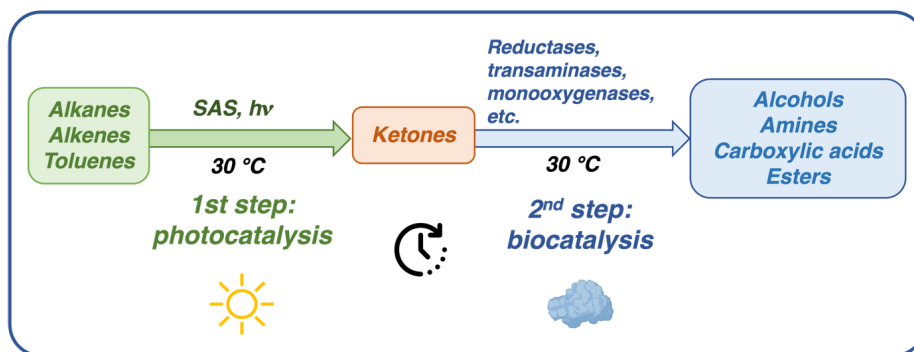 Alkanes
Alkenes
Toluenes
SAS, hν
30 °C
1st step:
photocatalysis
Ketones
Reductases,
transaminases,
monooxygenases,
etc.
30 °C
2nd step:
biocatalysis
Alcohols
Amines
Carboxylic acids
Esters